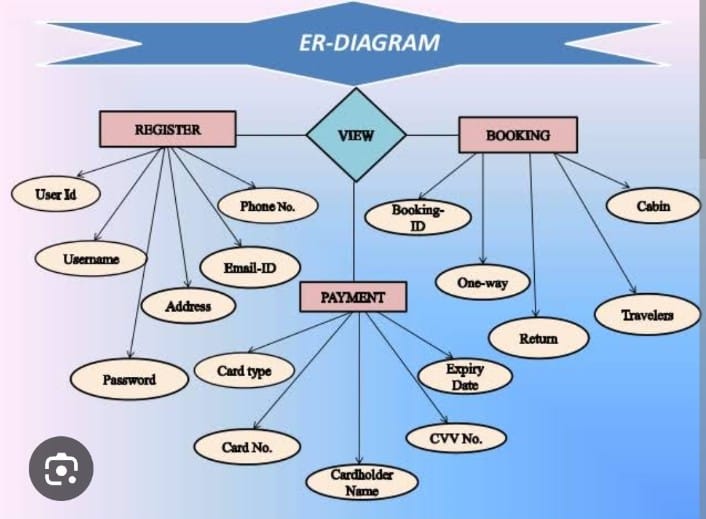 ER-DIAGRAM
REGISTER
VIEW
BOOKING
User Id
Phone No.
Booking-
ID
Cabin
Username
Email-ID
One-way
Address
PAYMENT
Travelers
Return
Password
Card type
Expiry
Date
Card No.
CVV No.
Cardholder
Name